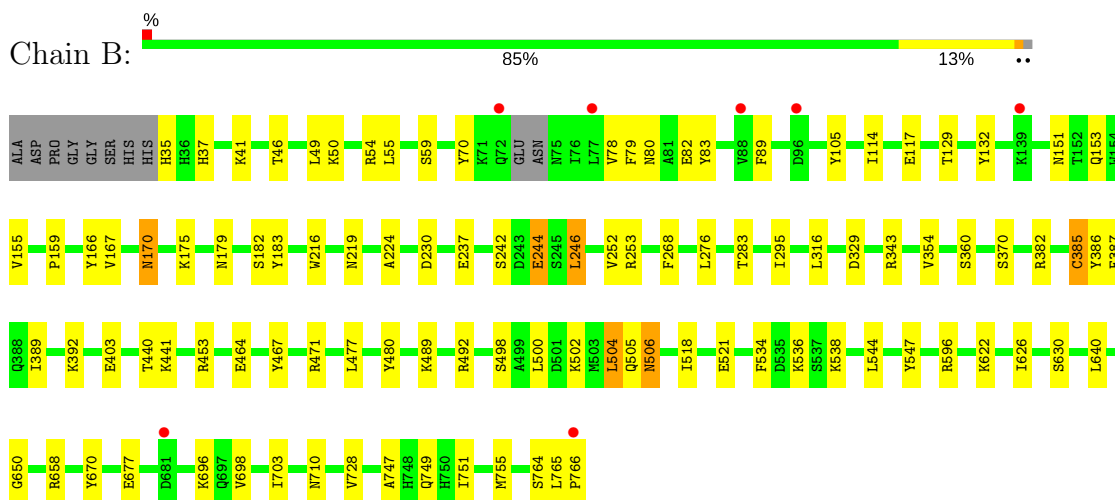 %
Chain B:
85% 13% ••
ALA ASP PRO GLY GLY SER HIS HIS H35 H36 H37 K41 T46 L49 K50 R54 L55 S59 Y70 K71 Q72 GLU ASN N75 I76 L77 V78 F79 N80 A81 E82 Y83 V88 F89 D96 Y105 I114 E117 T129 Y132 K139 N151 T152 Q153 H154
V155 P159 Y166 V167 N170 K175 N179 S182 Y183 W216 N219 A224 D230 E237 S242 D243 E244 S245 L246 V252 R253 F268 L276 T283 I295 L316 D329 R343 V354 S360 S370 R382 C385 Y386 E387
Q388 I389 K392 E403 T440 K441 R453 E464 Y467 R471 L477 Y480 K489 R492 S498 A499 L500 D501 K502 M503 L504 Q505 N506 I518 E521 F534 D535 K536 S537 K538 L544 Y547 R596 K622 I626 S630 L640
G650 R658 Y670 E677 D681 K696 Q697 V698 I703 N710 V728 A747 H748 Q749 H750 I751 M755 S764 L765 P766